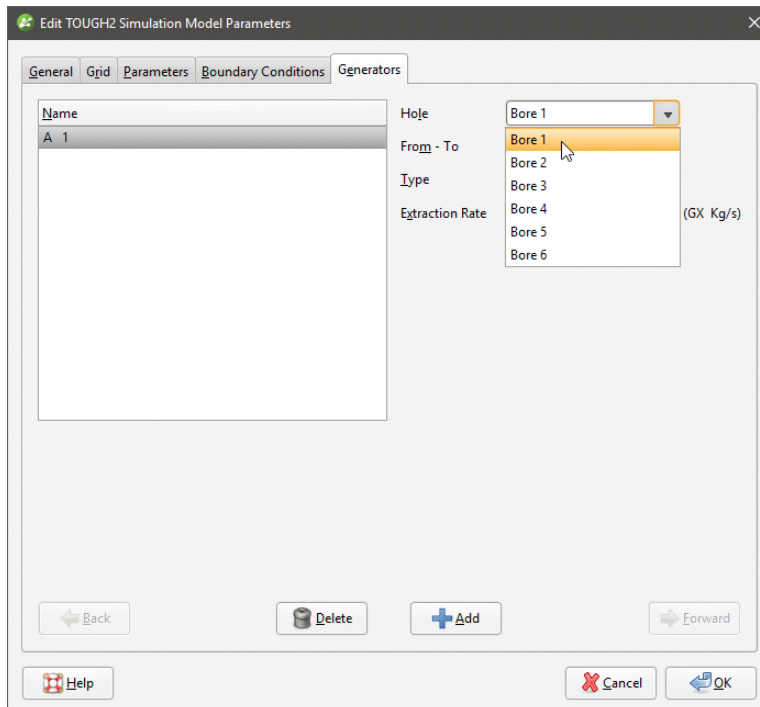 Edit TOUGH2 Simulation Model Parameters
General Grid Parameters Boundary Conditions Generators
Name
A 1
Hole Bore 1
From - To
Type
Extraction Rate (GX Kg/s)
Bore 1
Bore 2
Bore 3
Bore 4
Bore 5
Bore 6
Back Delete Add Forward
Help Cancel OK